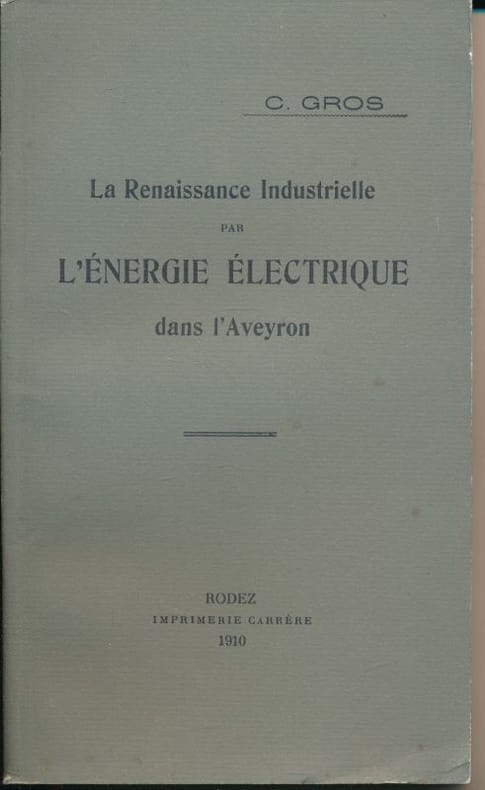 C. GROS
La Renaissance Industrielle
PAR
L'ÉNERGIE ÉLECTRIQUE
dans l'Aveyron
RODEZ
IMPRIMERIE CARRÈRE
1910